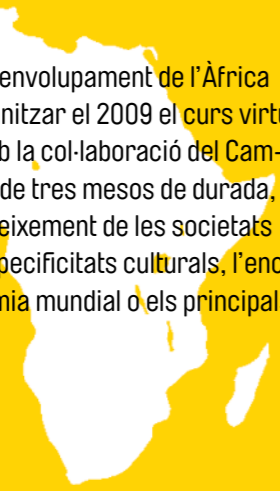 envolupament de l’Àfrica
nitzar el 2009 el curs virtu
b la col·laboració del Cam-
de tres mesos de durada,
eixement de les societats
pecificitats culturals, l’enc
mia mundial o els principal